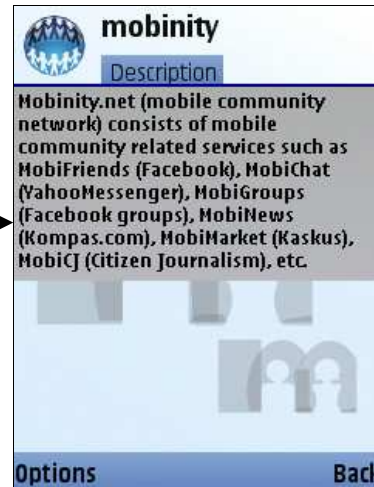 mobinity
Description
Mobinity.net (mobile community
network) consists of mobile
community related services such as
MobiFriends (Facebook), MobiChat
(YahooMessenger), MobiGroups
(Facebook groups), MobiNews
(Kompas.com), MobiMarket (Kaskus),
MobiCJ (Citizen Journalism), etc.
m
Options Back